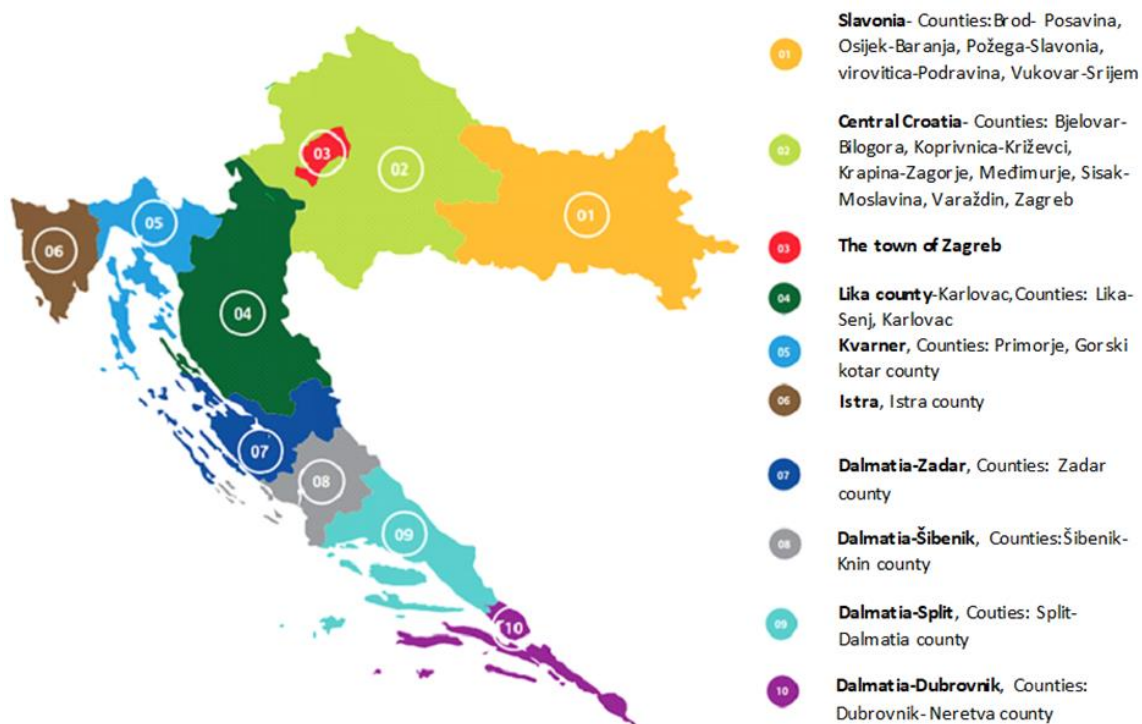 Slavonia- Counties:Brod- Posavina,
Osijek-Baranja, Požega-Slavonia,
virovitica-Podravina, Vukovar-Srijem
01
Central Croatia- Counties: Bjelovar-
Bilogora, Koprivnica-Križevci,
Krapina-Zagorje, Međimurje, Sisak-
Moslavina, Varaždin, Zagreb
02
The town of Zagreb
03
Lika county-Karlovac,Counties: Lika-
Senj, Karlovac
04
Kvarner, Counties: Primorje, Gorski
kotar county
05
Istra, Istra county
06
Dalmatia-Zadar, Counties: Zadar
county
07
Dalmatia-Šibenik, Counties:Šibenik-
Knin county
08
Dalmatia-Split, Couties: Split-
Dalmatia county
09
Dalmatia-Dubrovnik, Counties:
Dubrovnik-Neretva county
10
03
02
01
05
06
04
07
08
09
10